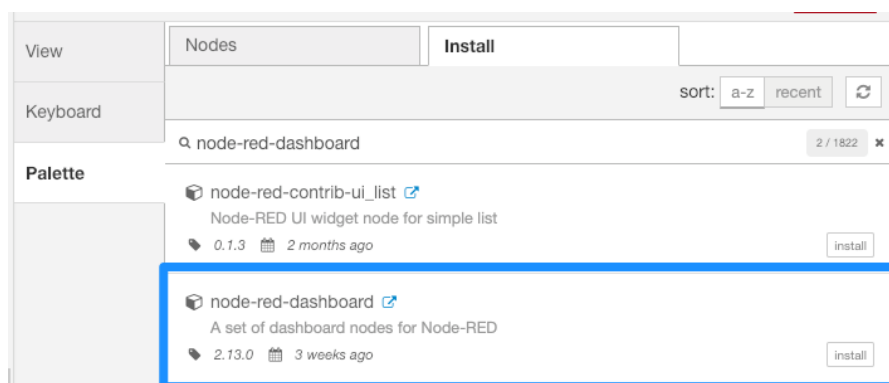 View
Keyboard
Palette
Nodes
Install
sort: a-z recent
node-red-dashboard
2 / 1822 ×
node-red-contrib-ui_list
Node-RED UI widget node for simple list
0.1.3 2 months ago
install
node-red-dashboard
A set of dashboard nodes for Node-RED
2.13.0 3 weeks ago
install